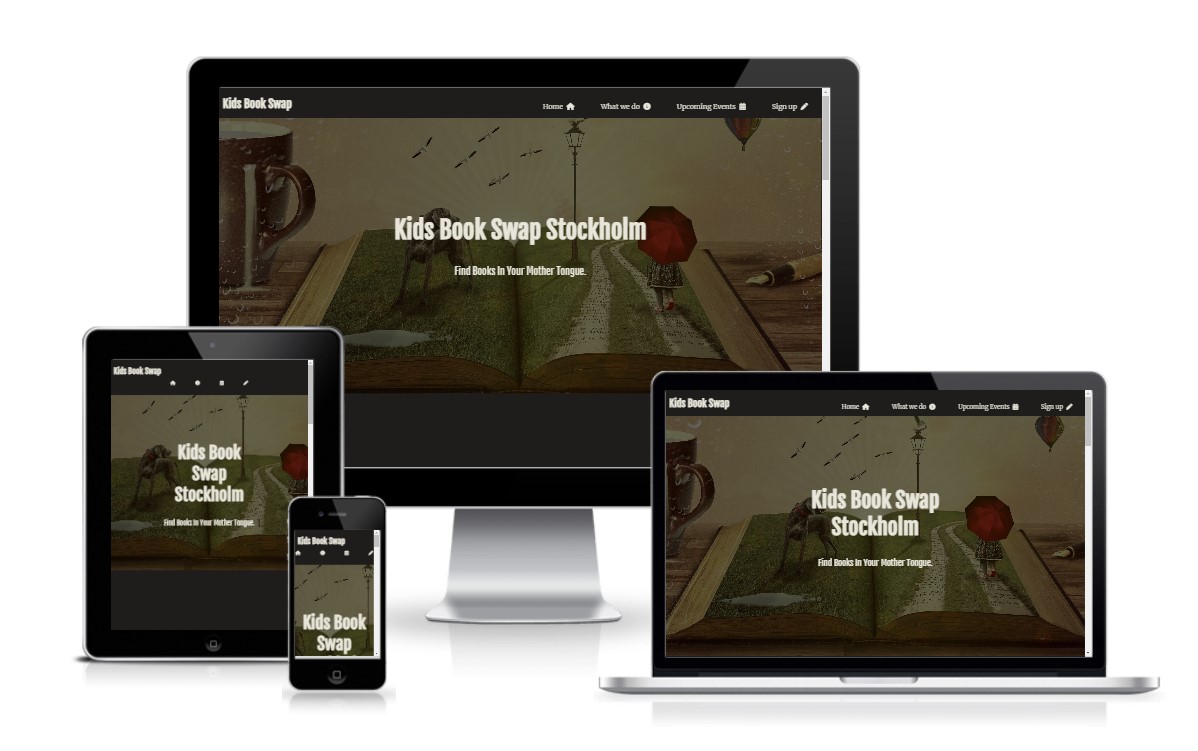 Kids Book Swap
Home What we do Upcoming Events Sign up
Kids Book Swap Stockholm
Find Books In Your Mother Tongue.
Kids Book Swap
Kids Book
Swap
Stockholm
Find Books In Your Mother Tongue.
Kids Book Swap
Kids Book
Swap
Kids Book Swap
Home What we do Upcoming Events Sign up
Kids Book Swap
Stockholm
Find Books In Your Mother Tongue.